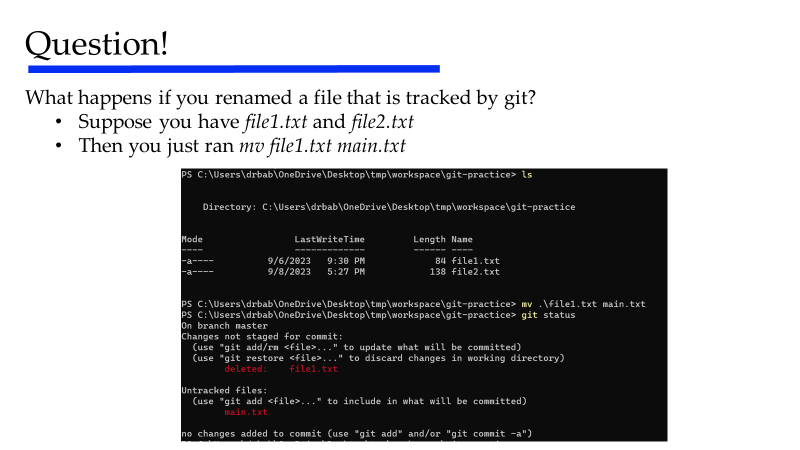 Question!
What happens if you renamed a file that is tracked by git?
• Suppose you have file1.txt and file2.txt
• Then you just ran mv file1.txt main.txt
PS C:\Users\drbab\OneDrive\Desktop\tmp\workspace\git-practice> ls
Directory: C:\Users\drbab\OneDrive\Desktop\tmp\workspace\git-practice
Mode LastWriteTime Length Name
---- ------------- ------ ----
-a---- 9/6/2023 9:30 PM 84 file1.txt
-a---- 9/8/2023 5:27 PM 138 file2.txt
PS C:\Users\drbab\OneDrive\Desktop\tmp\workspace\git-practice> mv .\file1.txt main.txt
PS C:\Users\drbab\OneDrive\Desktop\tmp\workspace\git-practice> git status
On branch master
Changes not staged for commit:
(use "git add/rm <file>..." to update what will be committed)
(use "git restore <file>..." to discard changes in working directory)
deleted: file1.txt
Untracked files:
(use "git add <file>..." to include in what will be committed)
main.txt
no changes added to commit (use "git add" and/or "git commit -a")